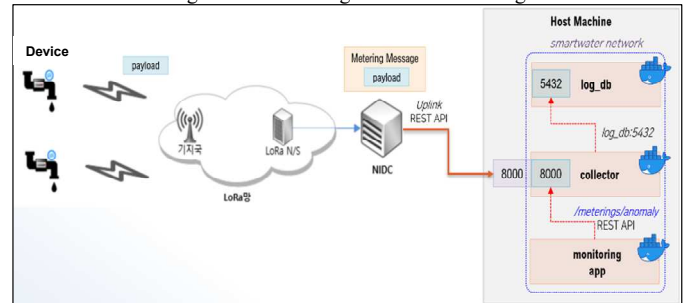 Host Machine
smartwater network
Device
payload
Metering Message
payload
5432
log_db
Uplink
REST API
log_db:5432
기지국
LoRa N/S
NIDC
LoRa망
8000
8000
collector
/meterings/anomaly
REST API
monitoring
app